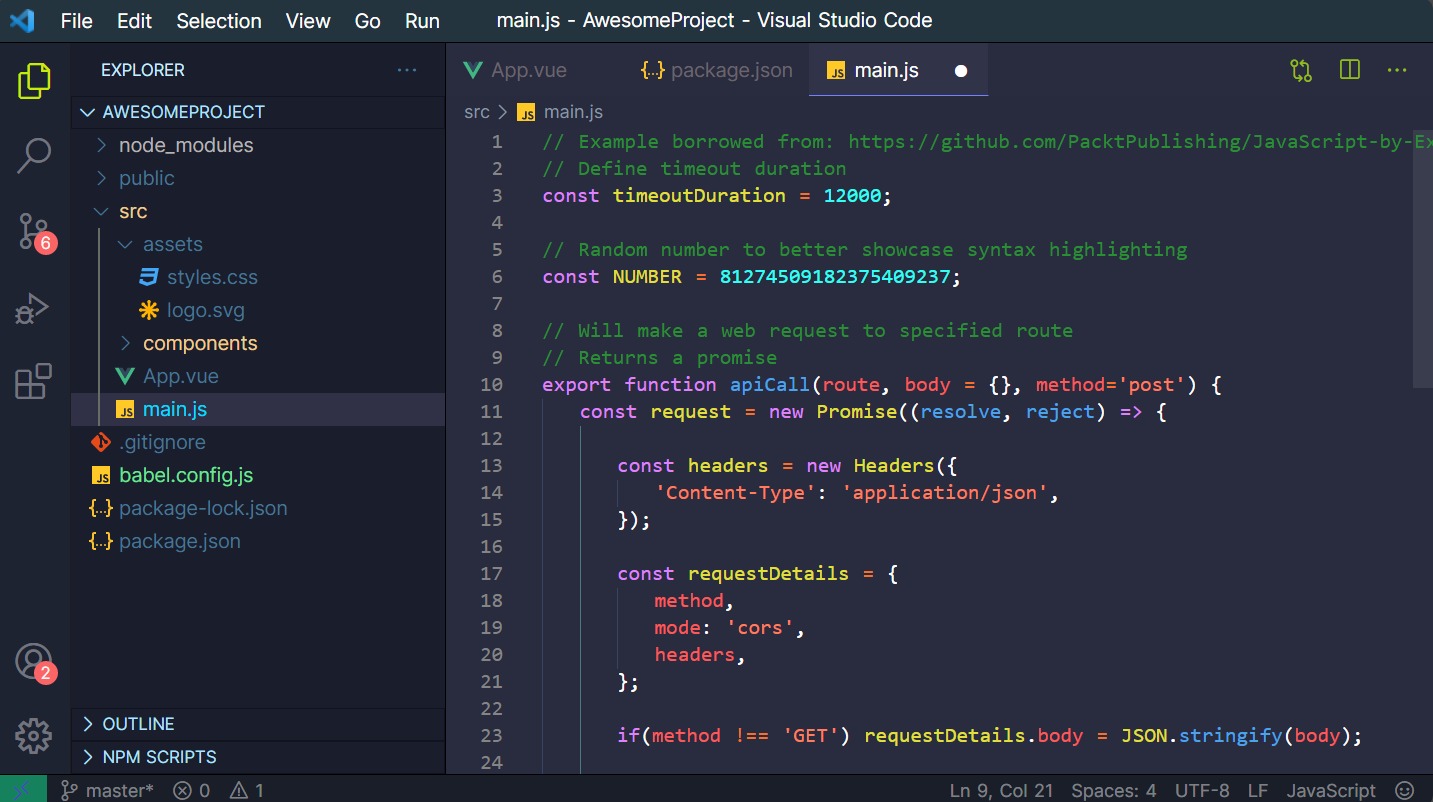 File Edit Selection View Go Run main.js - AwesomeProject - Visual Studio Code
EXPLORER ...
AWESOMEPROJECT
node_modules
public
src
assets
styles.css
logo.svg
components
App.vue
JS main.js
.gitignore
JS babel.config.js
{..} package-lock.json
{..} package.json
OUTLINE
NPM SCRIPTS
6
2
App.vue {..} package.json JS main.js ...
src > JS main.js
1 // Example borrowed from: https://github.com/PacktPublishing/JavaScript-by-Ex
2 // Define timeout duration
3 const timeoutDuration = 12000;
4
5 // Random number to better showcase syntax highlighting
6 const NUMBER = 81274509182375409237;
7
8 // Will make a web request to specified route
9 // Returns a promise
10 export function apiCall(route, body = {}, method='post') {
11 const request = new Promise((resolve, reject) => {
12
13 const headers = new Headers({
14 'Content-Type': 'application/json',
15 });
16
17 const requestDetails = {
18 method,
19 mode: 'cors',
20 headers,
21 };
22
23 if(method !== 'GET') requestDetails.body = JSON.stringify(body);
24
master* 0 1 Ln 9, Col 21 Spaces: 4 UTF-8 LF JavaScript